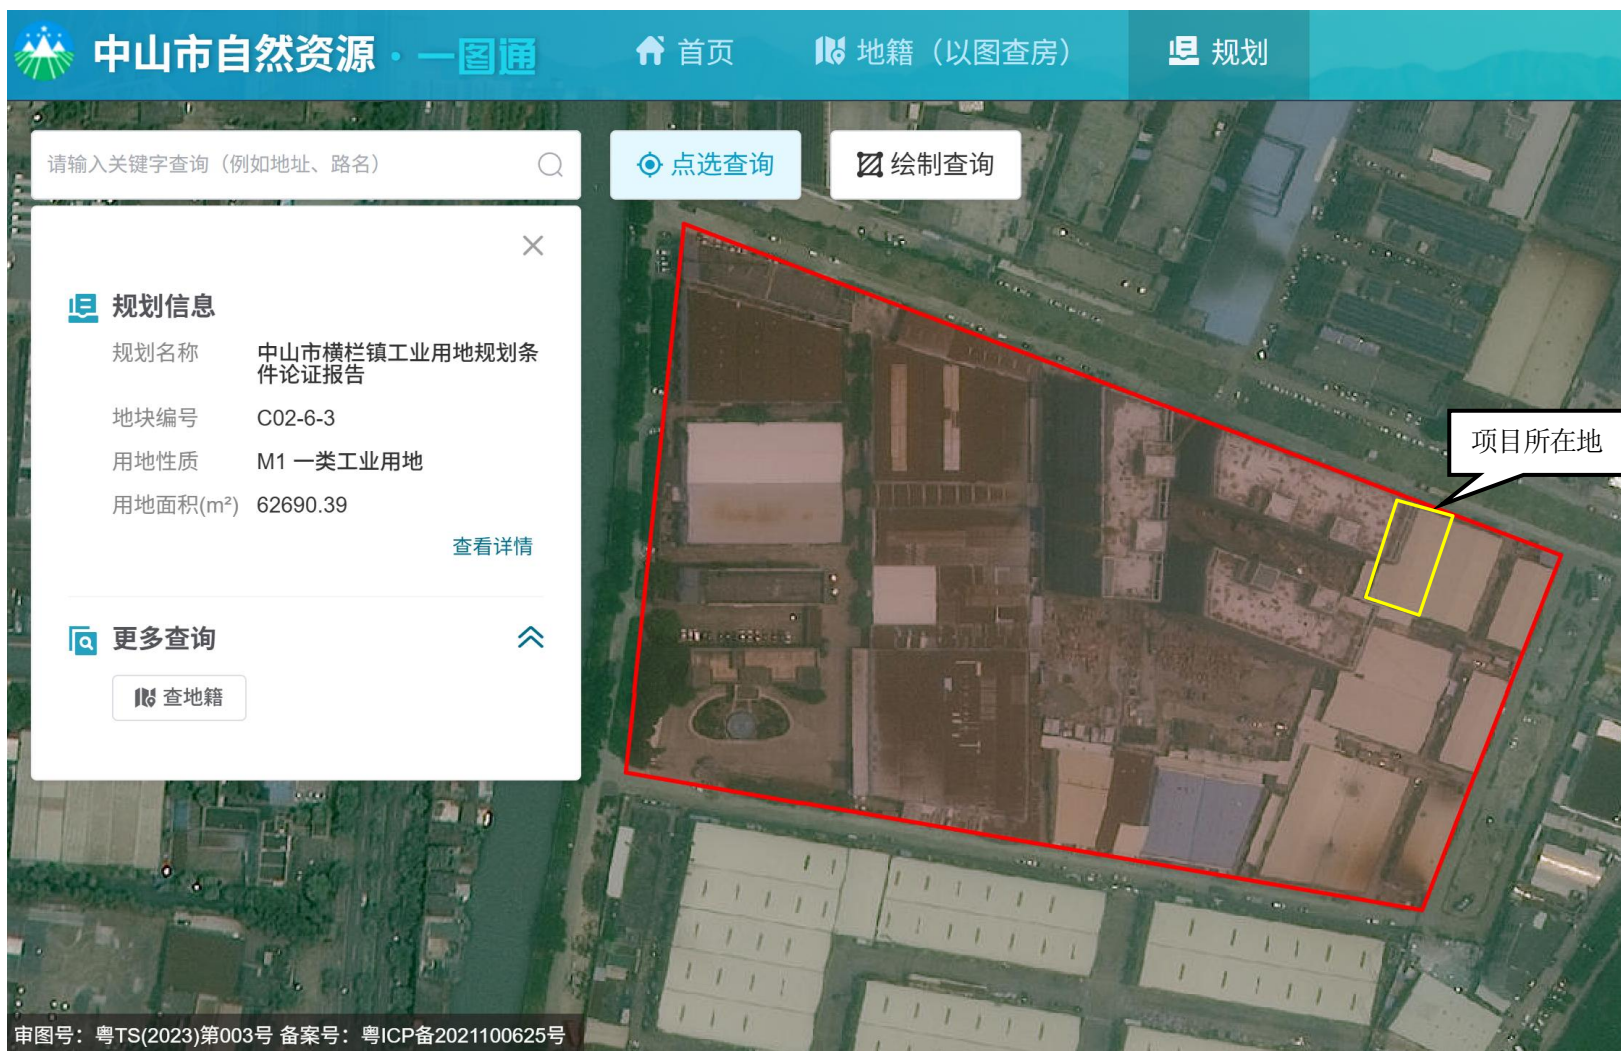 中山市自然资源·一图通
首页
地籍（以图查房）
规划
请输入关键字查询（例如地址、路名）
点选查询
绘制查询
规划信息
规划名称 中山市横栏镇工业用地规划条
件论证报告
地块编号 C02-6-3
用地性质 M1 一类工业用地
用地面积(m²) 62690.39
查看详情
更多查询
查地籍
项目所在地
审图号：粤TS(2023)第003号 备案号：粤ICP备2021100625号